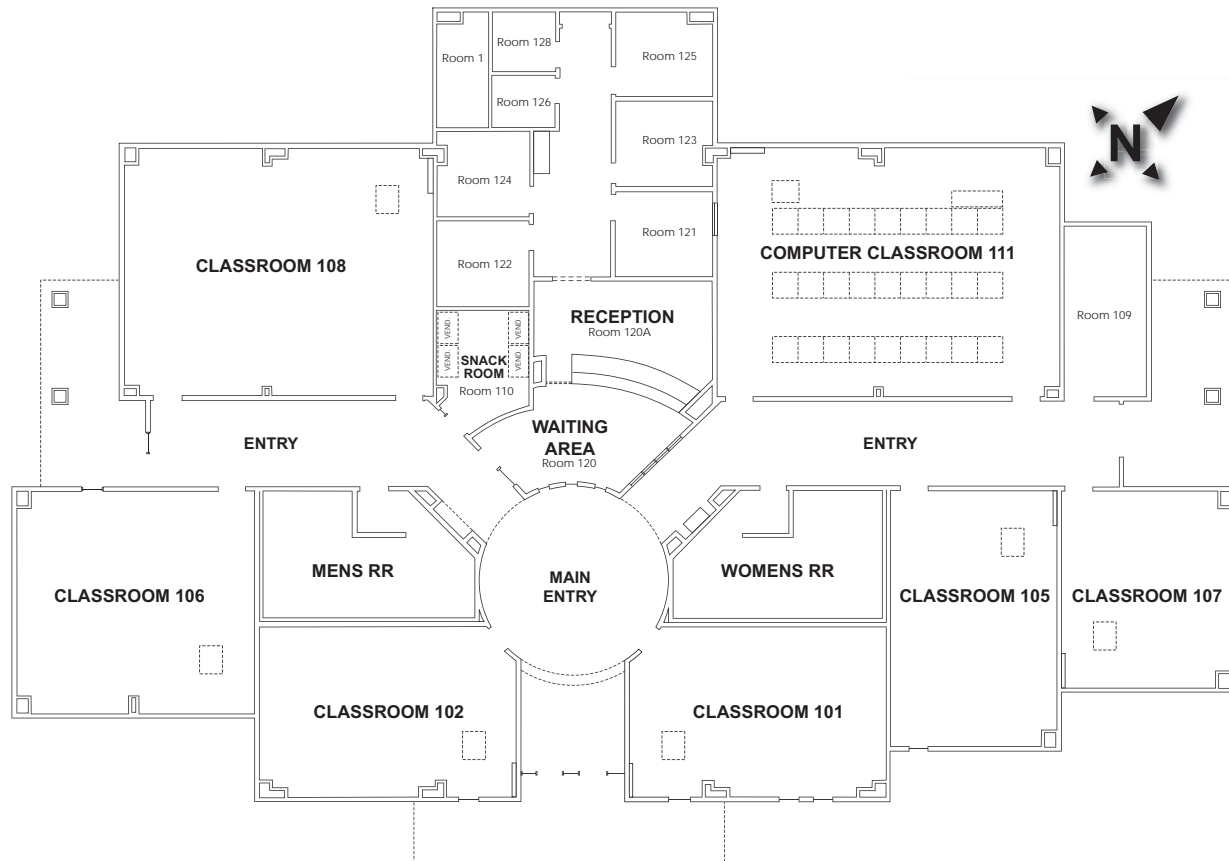 Room 1
Room 128
Room 125
Room 126
Room 123
N
Room 124
Room 121
Room 122
CLASSROOM 108
COMPUTER CLASSROOM 111
RECEPTION
Room 120A
Room 109
VEND.
VEND.
VEND.
VEND.
SNACK
ROOM
Room 110
WAITING
AREA
Room 120
ENTRY
ENTRY
MENS RR
MAIN
ENTRY
WOMENS RR
CLASSROOM 106
CLASSROOM 105
CLASSROOM 107
CLASSROOM 102
CLASSROOM 101